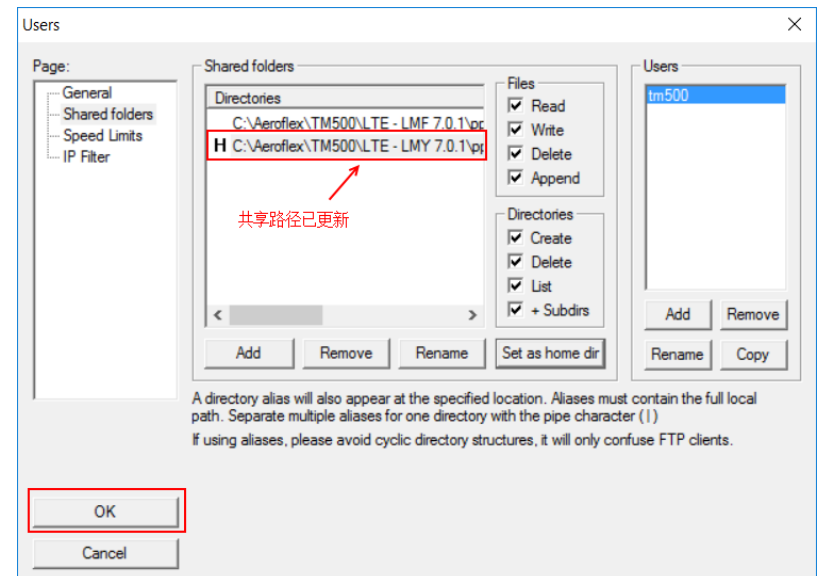 Users
Page:
General
Shared folders
Speed Limits
IP Filter
Shared folders
Directories
C:\Aeroflex\TM500\LTE - LMF 7.0.1\pp
H C:\Aeroflex\TM500\LTE - LMY 7.0.1\pp
共享路径已更新
Add
Remove
Rename
Files
Read
Write
Delete
Append
Directories
Create
Delete
List
+ Subdirs
Set as home dir
Users
tm500
Add
Remove
Rename
Copy
A directory alias will also appear at the specified location. Aliases must contain the full local
path. Separate multiple aliases for one directory with the pipe character ( | )
If using aliases, please avoid cyclic directory structures, it will only confuse FTP clients.
OK
Cancel